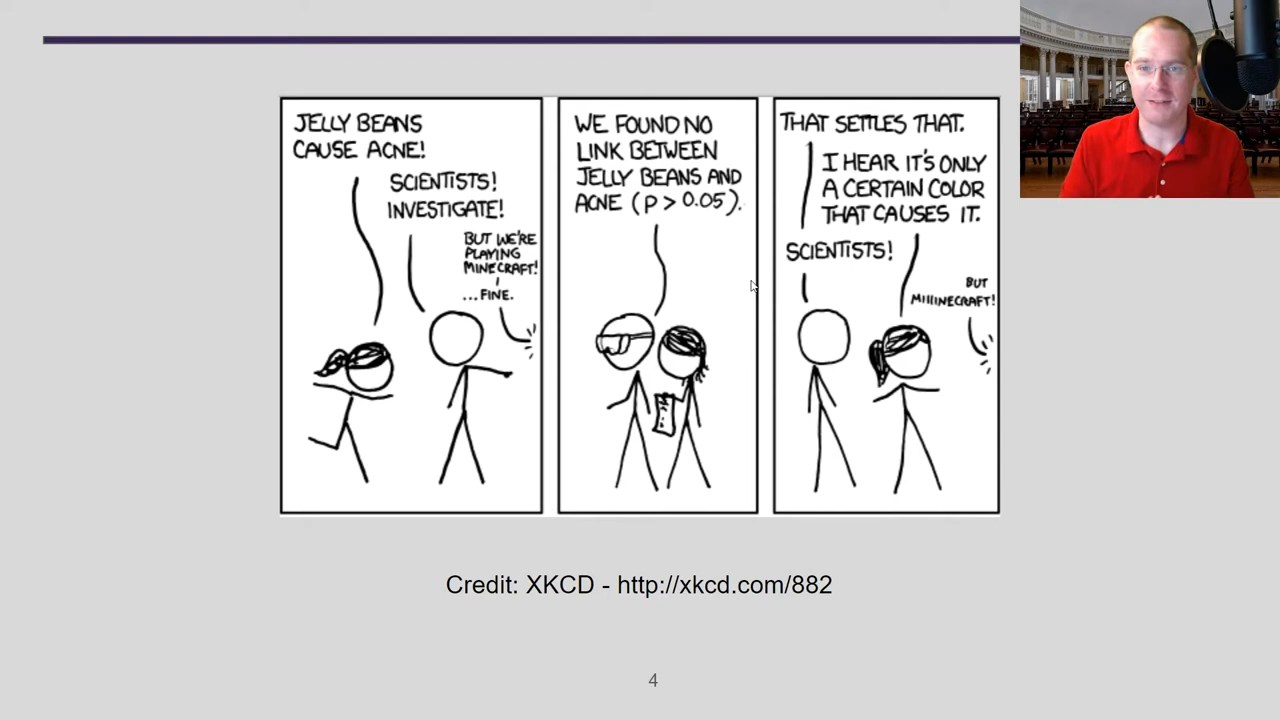 JELLY BEANS
CAUSE ACNE!
SCIENTISTS!
INVESTIGATE!
BUT WE'RE
PLAYING
MINECRAFT!
...FINE.
WE FOUND NO
LINK BETWEEN
JELLY BEANS AND
ACNE (P > 0.05).
THAT SETTLES THAT.
I HEAR IT'S ONLY
A CERTAIN COLOR
THAT CAUSES IT.
SCIENTISTS!
BUT
MIIIINECRAFT!
Credit: XKCD - http://xkcd.com/882
4